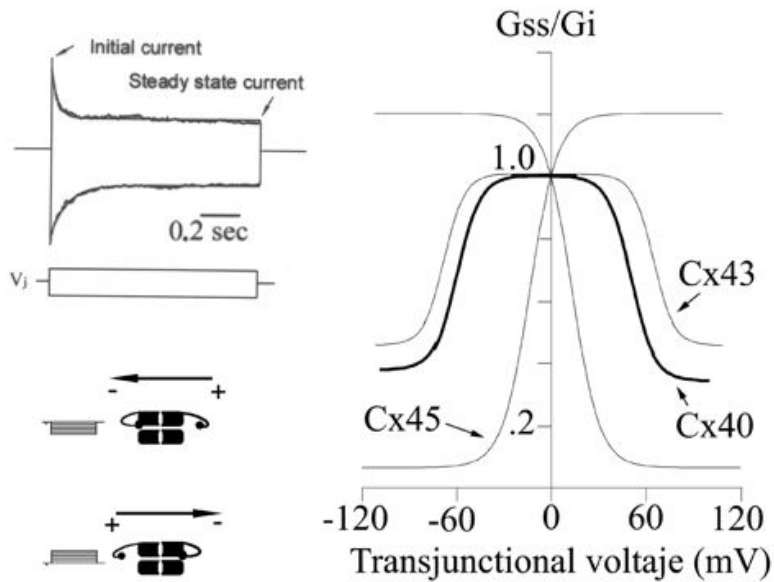 Initial current
Steady state current
0.2 sec
Vj
- +
+ -
Gss/Gi
1.0
Cx43
Cx45
.2
Cx40
-120 -60 0 60 120
Transjunctional voltaje (mV)